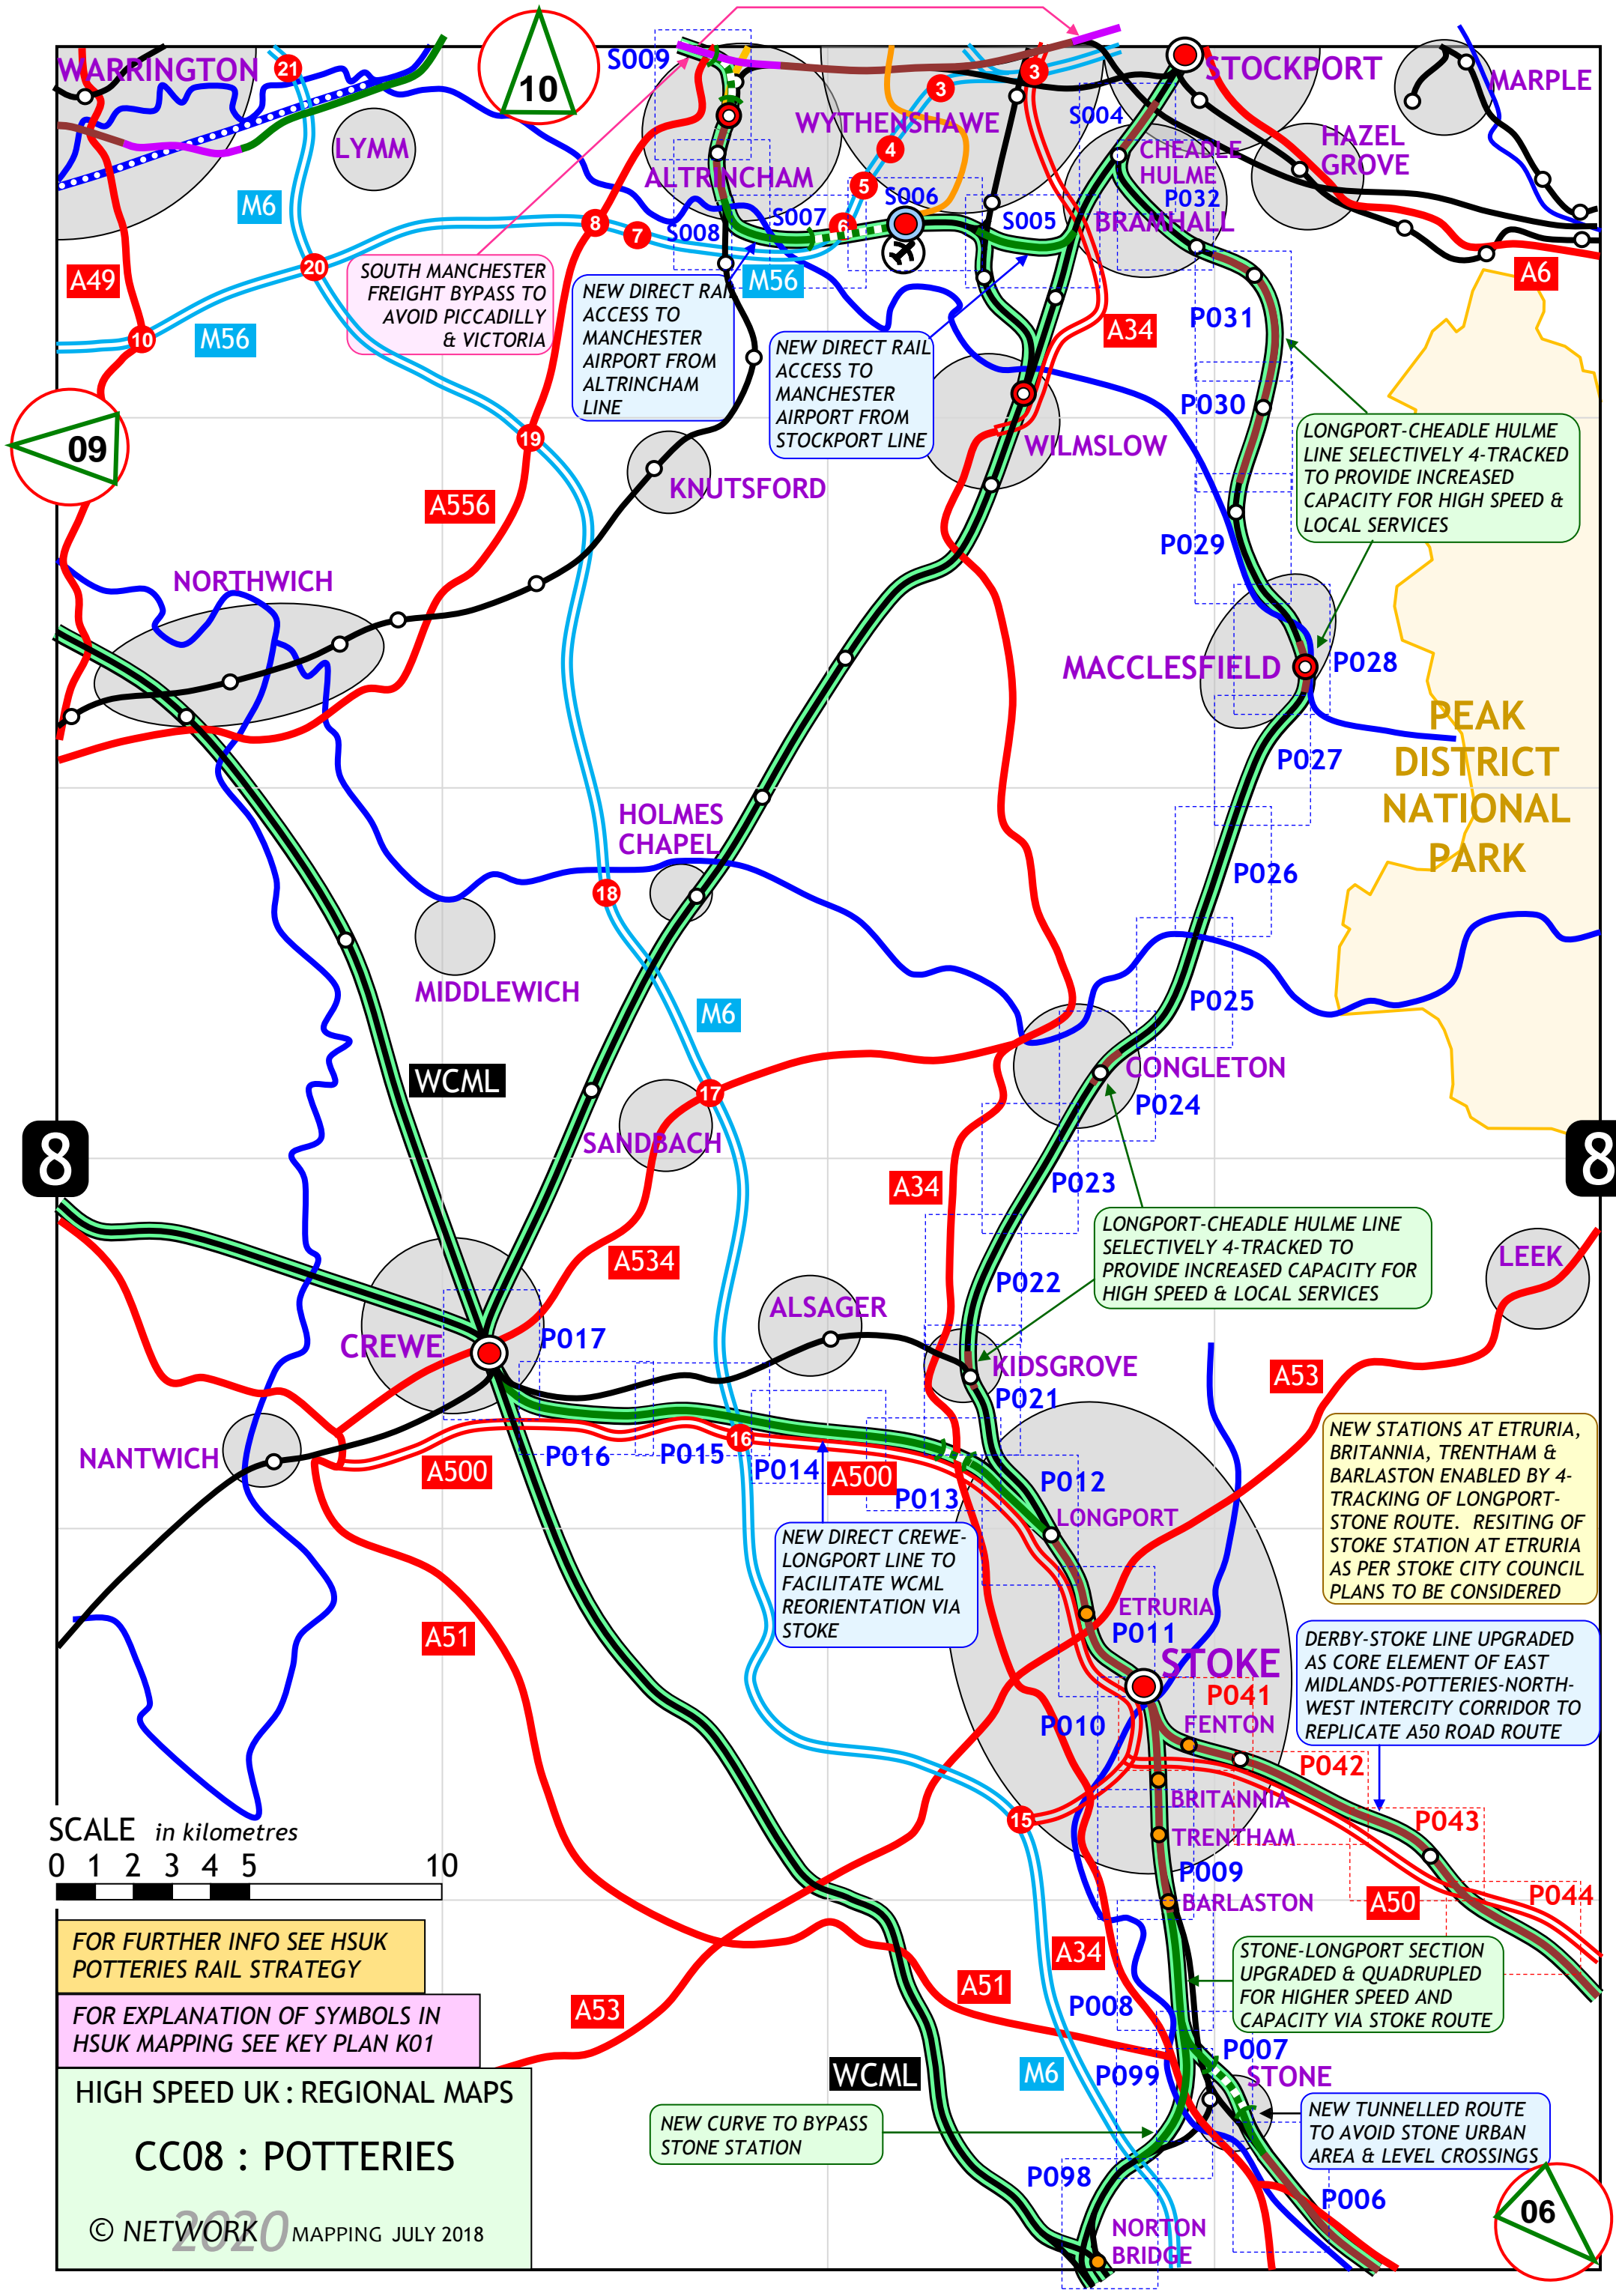 10
S009
WARRINGTON
21
STOCKPORT
MARPLE
3
3
S004
WYTHENSHAWE
LYMM
4
HAZEL
GROVE
CHEADLE
HULME
ALTRINCHAM
5
P032
M6
S006
8
7
S008
S007
6
S005
BRAMHALL
20
A49
SOUTH MANCHESTER
FREIGHT BYPASS TO
AVOID PICCADILLY
& VICTORIA
NEW DIRECT RAIL
ACCESS TO
MANCHESTER
AIRPORT FROM
ALTRINCHAM
LINE
M56
A6
10
M56
NEW DIRECT RAIL
ACCESS TO
MANCHESTER
AIRPORT FROM
STOCKPORT LINE
A34
P031
P030
09
19
WILMSLOW
LONGPORT-CHEADLE HULME
LINE SELECTIVELY 4-TRACKED
TO PROVIDE INCREASED
CAPACITY FOR HIGH SPEED &
LOCAL SERVICES
KNUTSFORD
A556
P029
NORTHWICH
MACCLESFIELD
P028
PEAK
DISTRICT
NATIONAL
PARK
P027
HOLMES
CHAPEL
18
P026
MIDDLEWICH
M6
P025
WCML
17
CONGLETON
P024
SANDBACH
8
8
A34
P023
LONGPORT-CHEADLE HULME LINE
SELECTIVELY 4-TRACKED TO
PROVIDE INCREASED CAPACITY FOR
HIGH SPEED & LOCAL SERVICES
LEEK
A534
P022
ALSAGER
CREWE
P017
KIDSGROVE
A53
P021
NANTWICH
16
A500
P016
P015
P014
A500
P013
P012
NEW STATIONS AT ETRURIA,
BRITANNIA, TRENTHAM &
BARLASTON ENABLED BY 4-
TRACKING OF LONGPORT-
STONE ROUTE. RESITING OF
STOKE STATION AT ETRURIA
AS PER STOKE CITY COUNCIL
PLANS TO BE CONSIDERED
LONGPORT
NEW DIRECT CREWE-
LONGPORT LINE TO
FACILITATE WCML
REORIENTATION VIA
STOKE
A51
ETRURIA
P011
STOKE
DERBY-STOKE LINE UPGRADED
AS CORE ELEMENT OF EAST
MIDLANDS-POTTERIES-NORTH-
WEST INTERCITY CORRIDOR TO
REPLICATE A50 ROAD ROUTE
P041
P010
FENTON
P042
BRITANNIA
15
P043
TRENTHAM
P009
SCALE in kilometres
0 1 2 3 4 5 10
BARLASTON
A50
P044
FOR FURTHER INFO SEE HSUK
POTTERIES RAIL STRATEGY
A34
STONE-LONGPORT SECTION
UPGRADED & QUADRUPLED
FOR HIGHER SPEED AND
CAPACITY VIA STOKE ROUTE
A51
A53
P008
FOR EXPLANATION OF SYMBOLS IN
HSUK MAPPING SEE KEY PLAN K01
P007
WCML
M6
P099
STONE
HIGH SPEED UK : REGIONAL MAPS
CC08 : POTTERIES
NEW CURVE TO BYPASS
STONE STATION
NEW TUNNELLED ROUTE
TO AVOID STONE URBAN
AREA & LEVEL CROSSINGS
P098
P006
06
© NETWORK 2020 MAPPING JULY 2018
NORTON
BRIDGE